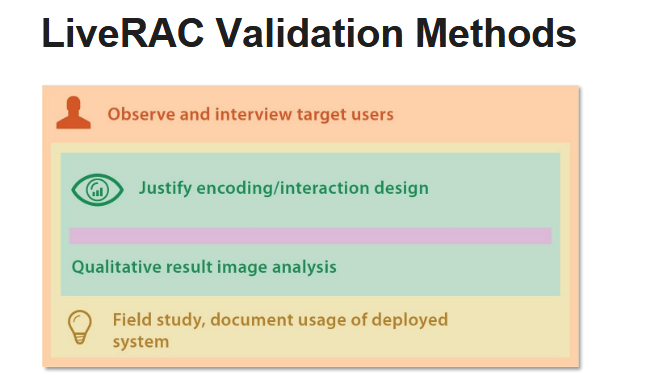 LiveRAC Validation Methods
Observe and interview target users
Justify encoding/interaction design
Qualitative result image analysis
Field study, document usage of deployed
system